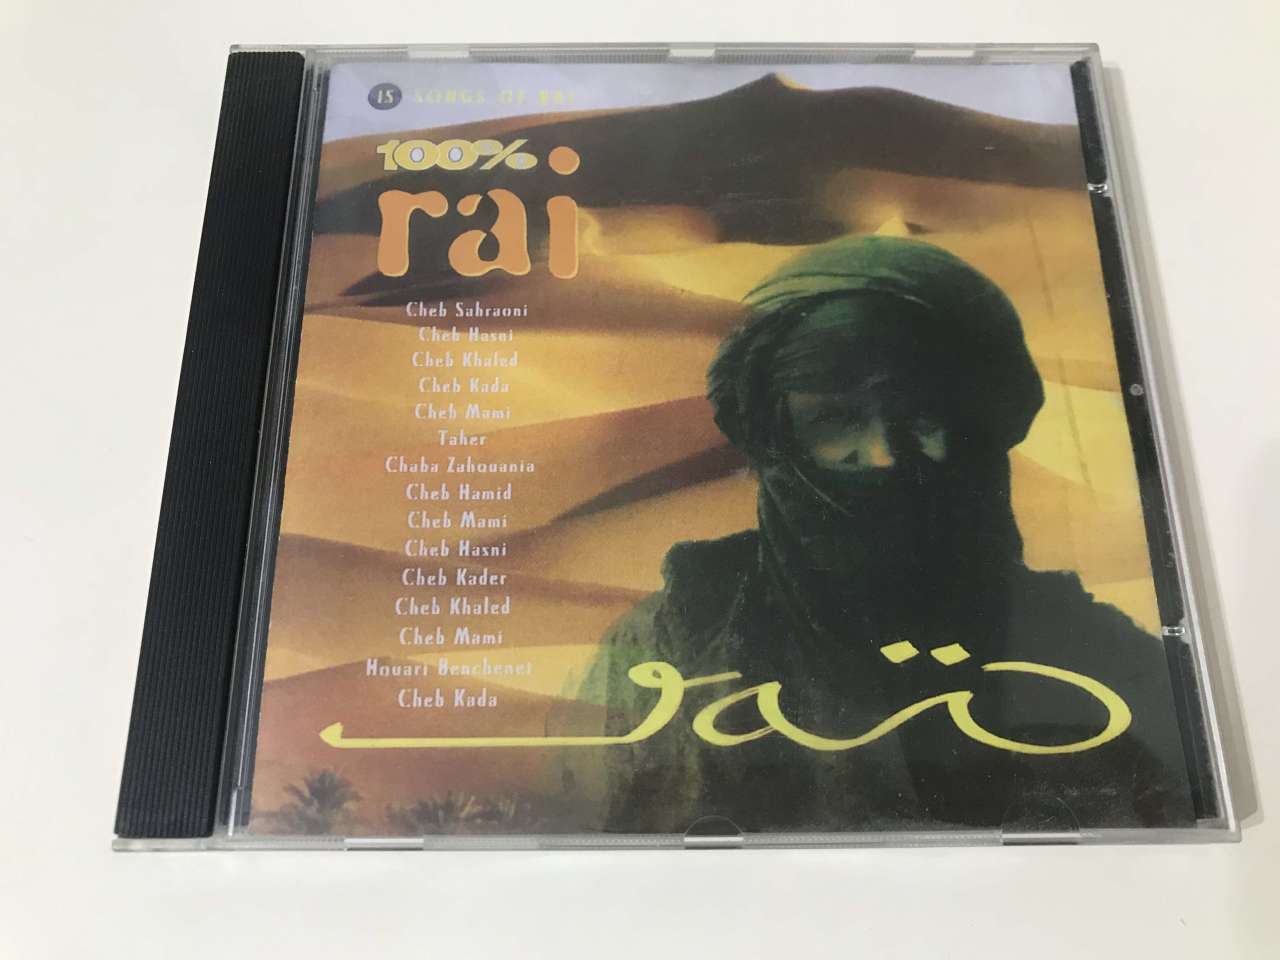 15 SONGS OF RAI
100%
rai
Cheb Sahraoni
Cheb Hasni
Cheb Khaled
Cheb Kada
Cheb Mami
Taher
Chaba Zahouania
Cheb Hamid
Cheb Mami
Cheb Hasni
Cheb Kader
Cheb Khaled
Cheb Mami
Houari Benchenet
Cheb Kada